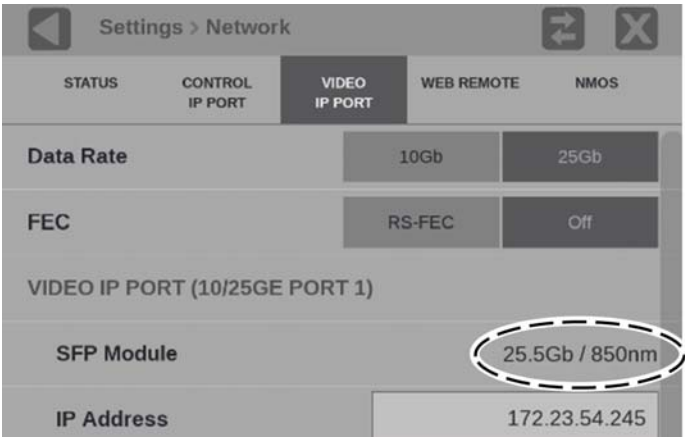 Settings > Network
STATUS
CONTROL
IP PORT
VIDEO
IP PORT
WEB REMOTE
NMOS
Data Rate
10Gb
25Gb
FEC
RS-FEC
Off
VIDEO IP PORT (10/25GE PORT 1)
SFP Module
25.5Gb / 850nm
IP Address
172.23.54.245